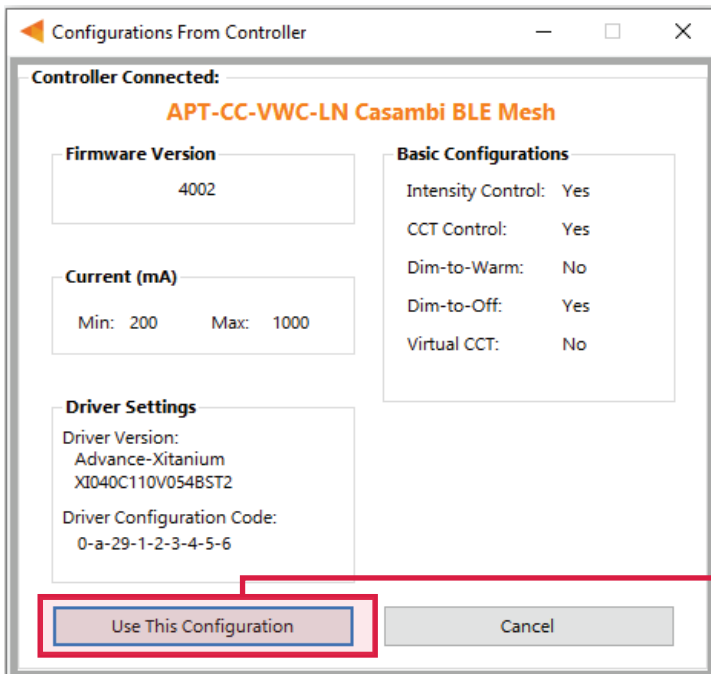 Configurations From Controller
Controller Connected:
APT-CC-VWC-LN Casambi BLE Mesh
Firmware Version
4002
Current (mA)
Min: 200 Max: 1000
Driver Settings
Driver Version:
Advance-Xitanium
XI040C110V054BST2
Driver Configuration Code:
0-a-29-1-2-3-4-5-6
Basic Configurations
Intensity Control: Yes
CCT Control: Yes
Dim-to-Warm: No
Dim-to-Off: Yes
Virtual CCT: No
Use This Configuration
Cancel